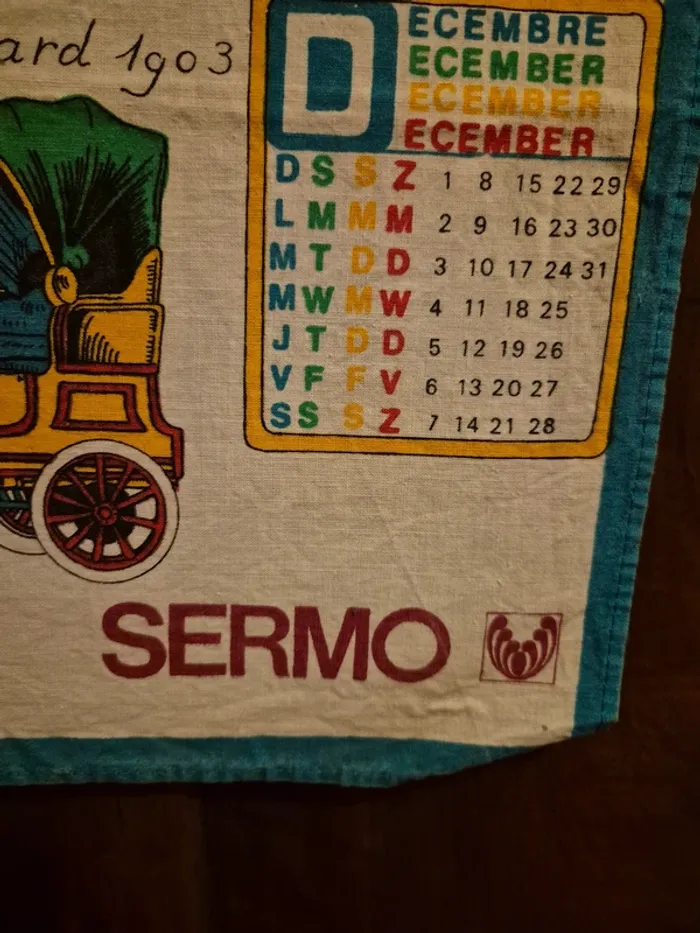 ard 1903
DECEMBRE
ECEMBER
ECEMBER
ECEMBER
D S S Z 1 8 15 22 29
L M M M 2 9 16 23 30
M T D D 3 10 17 24 31
M W M W 4 11 18 25
J T D D 5 12 19 26
V F F V 6 13 20 27
S S S Z 7 14 21 28
SERMO